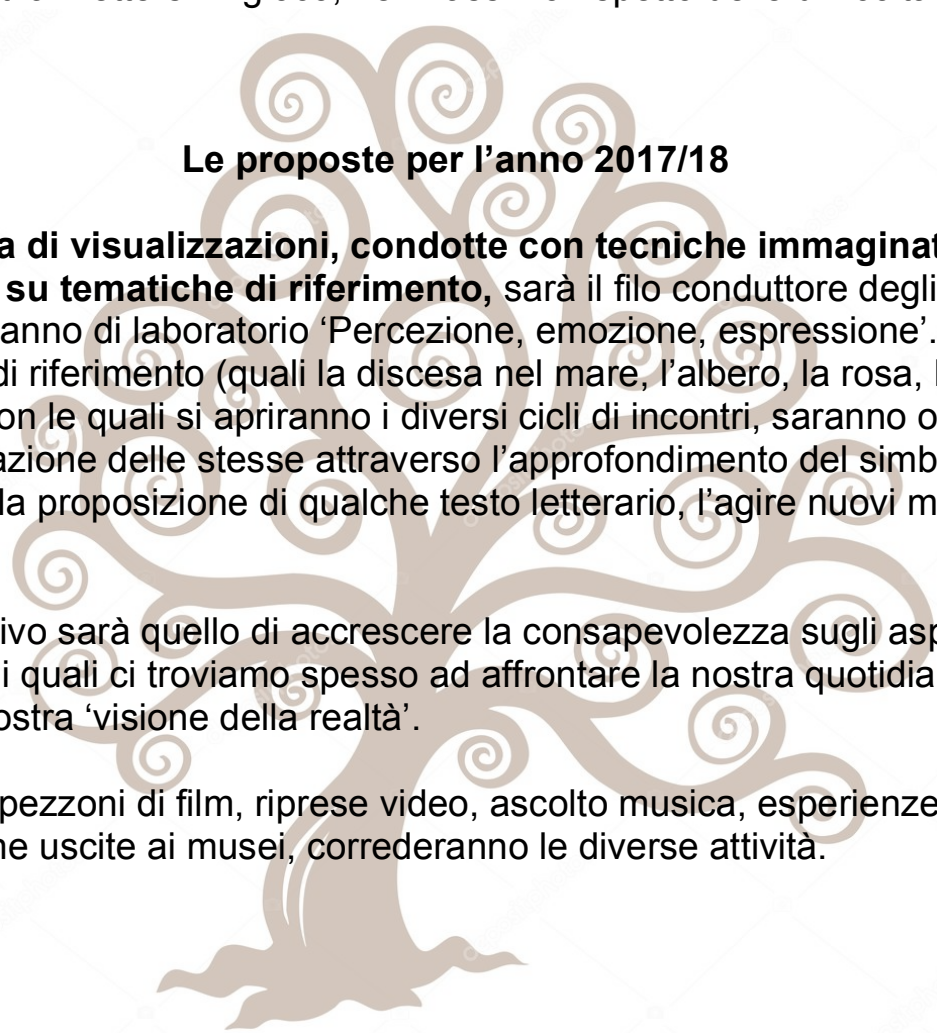 Le proposte per l’anno 2017/18
a di visualizzazioni, condotte con tecniche immaginat
su tematiche di riferimento, sarà il filo conduttore degli
anno di laboratorio ‘Percezione, emozione, espressione’.
di riferimento (quali la discesa nel mare, l’albero, la rosa,
on le quali si apriranno i diversi cicli di incontri, saranno o
azione delle stesse attraverso l’approfondimento del simb
la proposizione di qualche testo letterario, l’agire nuovi m
ivo sarà quello di accrescere la consapevolezza sugli asp
i quali ci troviamo spesso ad affrontare la nostra quotidia
ostra ‘visione della realtà’.
pezzoni di film, riprese video, ascolto musica, esperienze
ne uscite ai musei, correderanno le diverse attività.